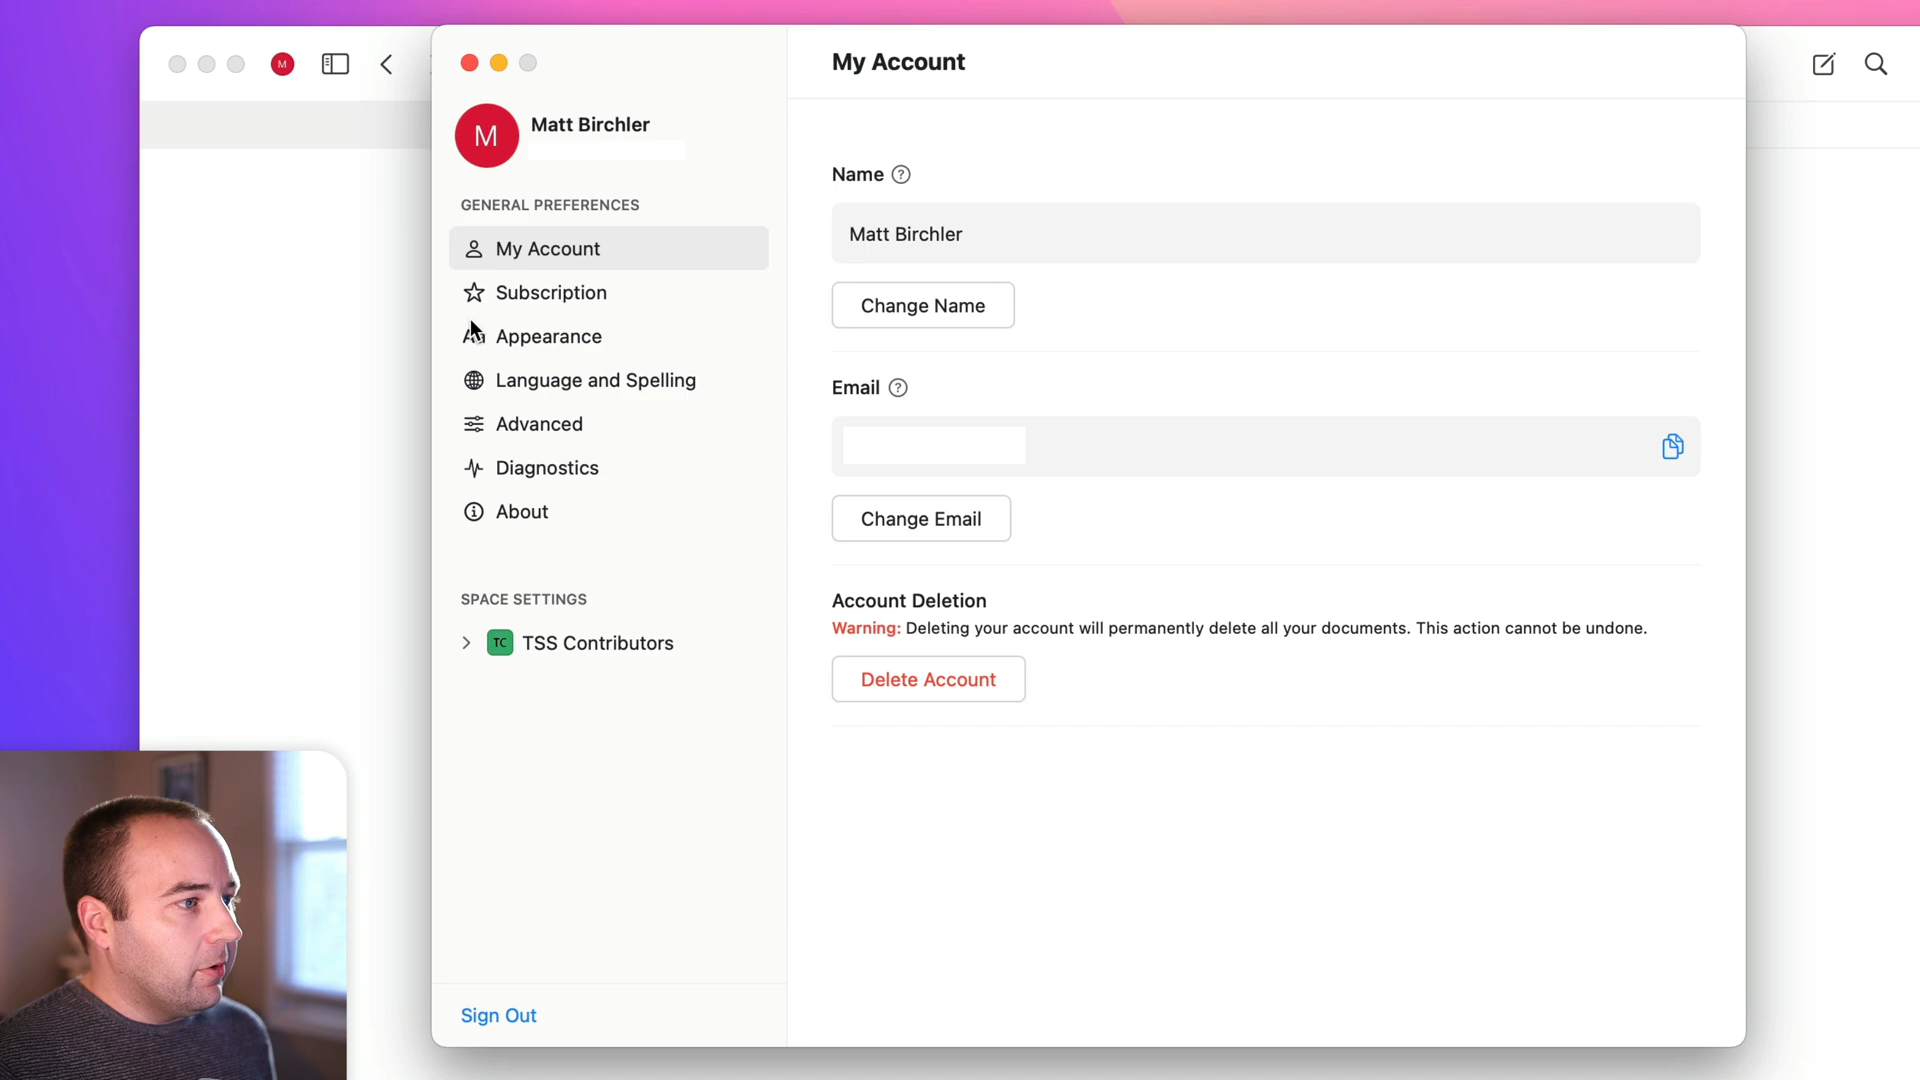 M
My Account
M
Matt Birchler
GENERAL PREFERENCES
My Account
Subscription
Appearance
Language and Spelling
Advanced
Diagnostics
About
SPACE SETTINGS
TC TSS Contributors
Sign Out
Name ?
Matt Birchler
Change Name
Email ?
Change Email
Account Deletion
Warning: Deleting your account will permanently delete all your documents. This action cannot be undone.
Delete Account